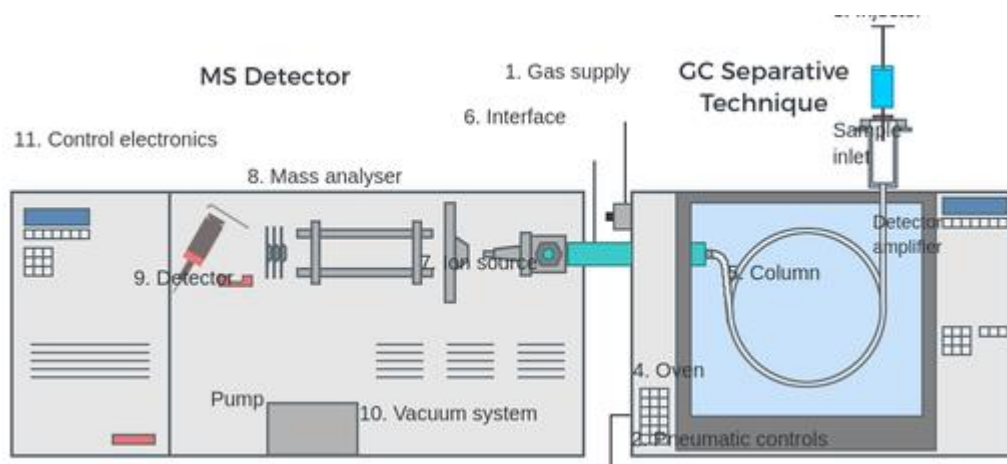 MS Detector
1. Gas supply
GC Separative
Technique
6. Interface
11. Control electronics
Sample
inlet
8. Mass analyser
Detector
amplifier
7. Ion source
9. Detector
5. Column
4. Oven
Pump
10. Vacuum system
2. Pneumatic controls